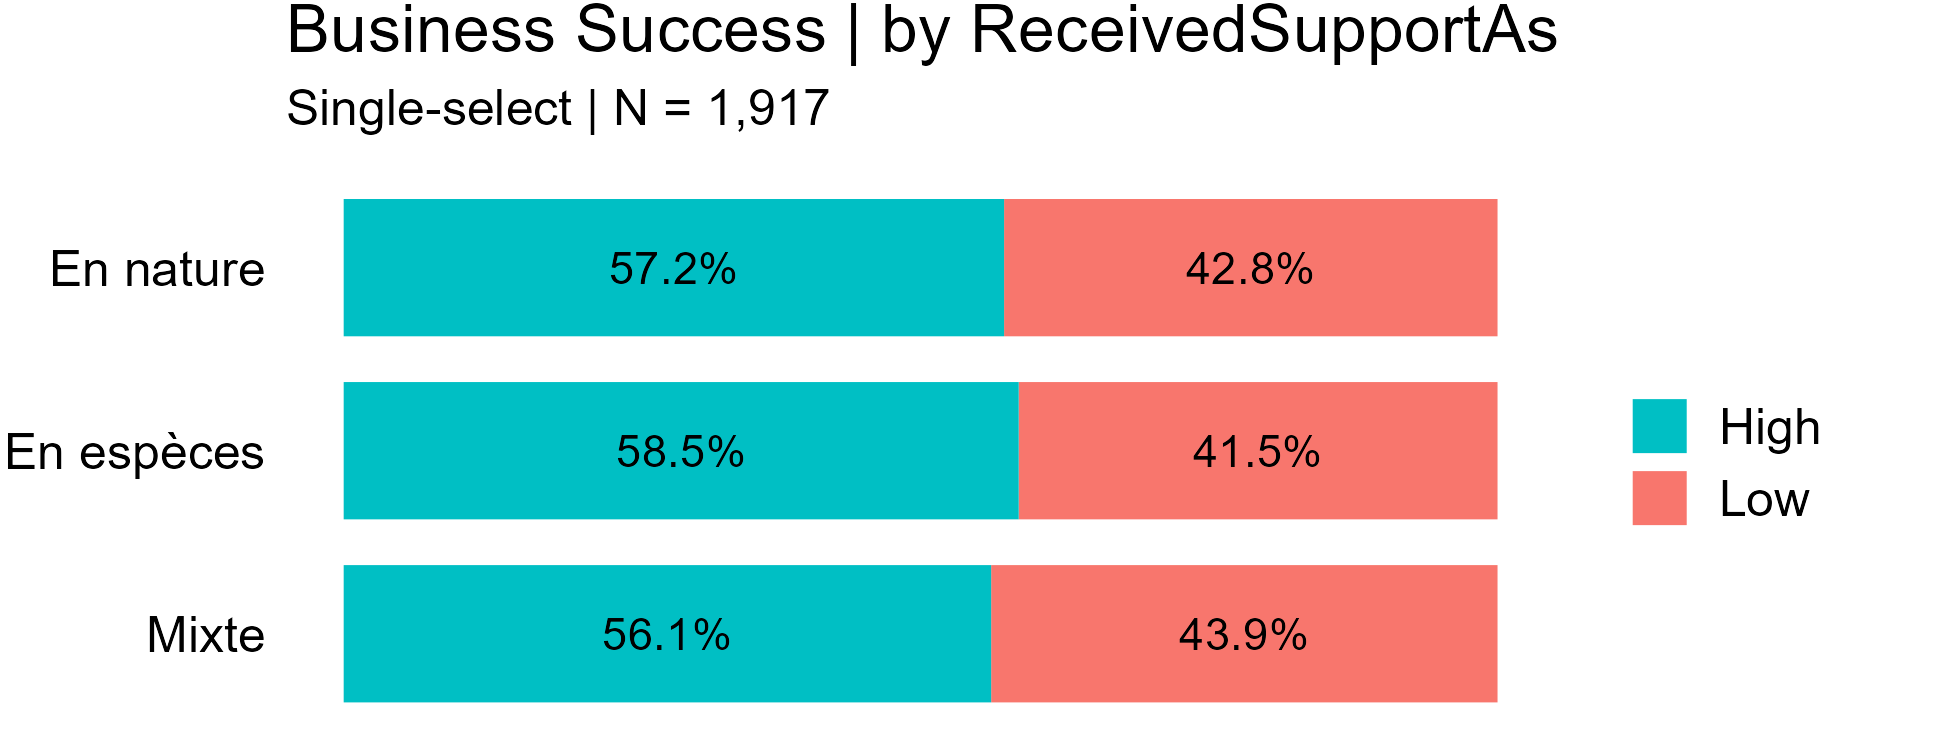 Business Success | by ReceivedSupportAs
Single-select | N = 1,917
En nature 57.2% 42.8%
En espèces 58.5% 41.5%
Mixte 56.1% 43.9%
High
Low